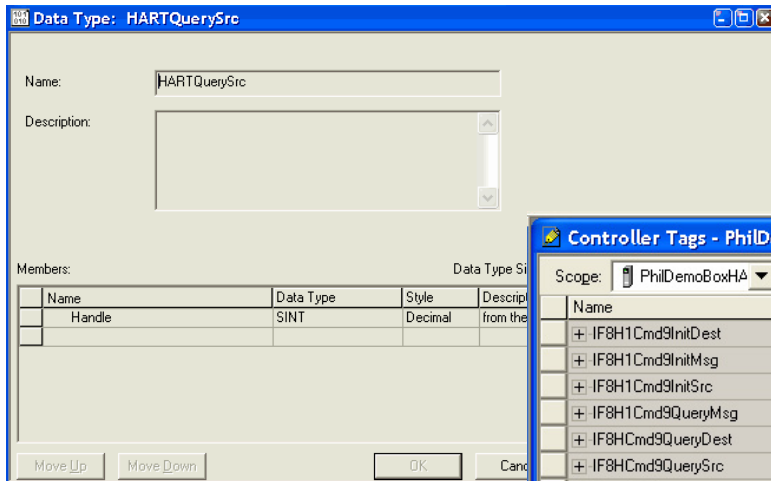 Data Type: HARTQuerySrc
Name: HARTQuerySrc
Description:
Members: Data Type Si
Name Data Type Style Descript
Handle SINT Decimal from the
Move Up Move Down OK Canc
Controller Tags - PhilD
Scope: PhilDemoBoxHA
Name
IF8H1Cmd9InitDest
IF8H1Cmd9InitMsg
IF8H1Cmd9InitSrc
IF8H1Cmd9QueryMsg
IF8HCmd9QueryDest
IF8HCmd9QuerySrc